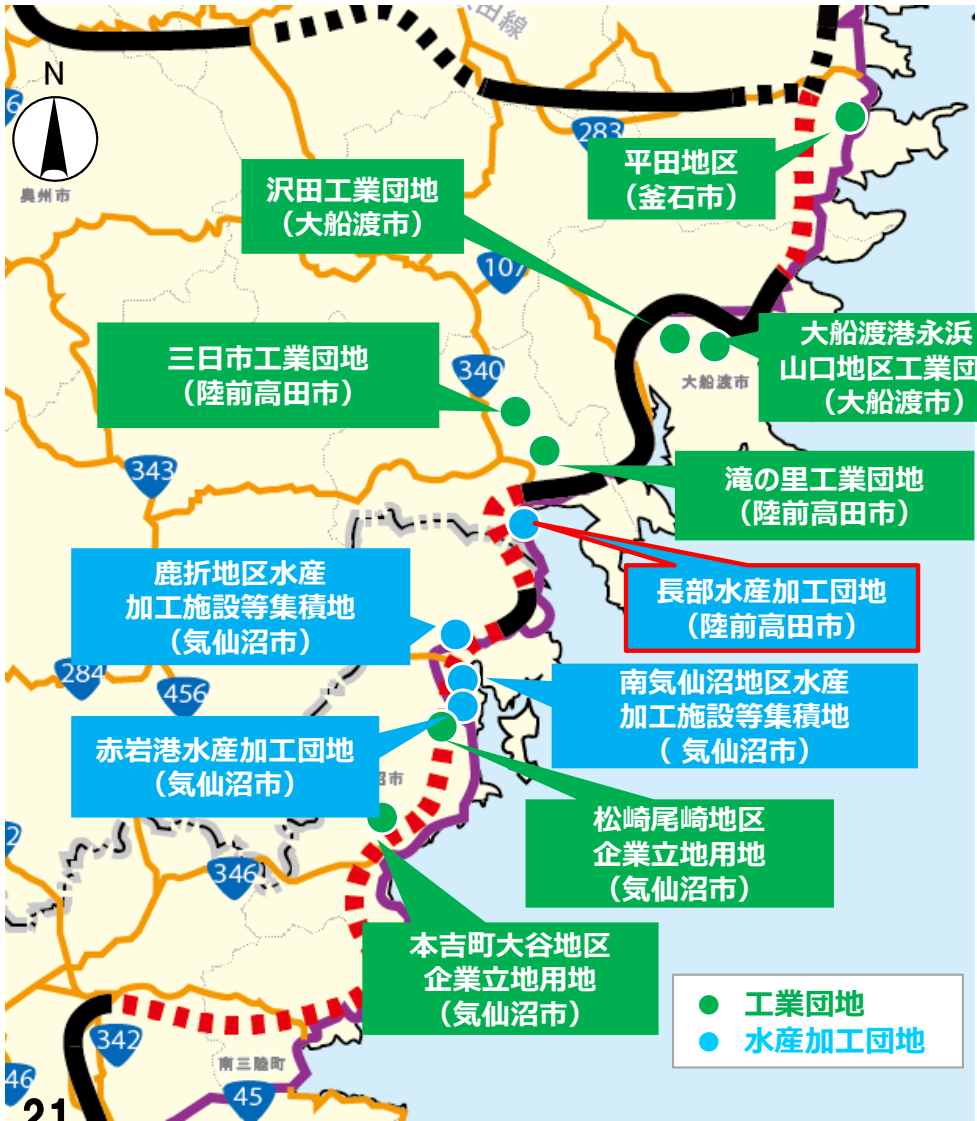 田線
N
奥州市
283
平田地区
（釜石市）
沢田工業団地
（大船渡市）
107
三日市工業団地
（陸前高田市）
340
大船渡港永浜
山口地区工業団
（大船渡市）
大船渡市
343
滝の里工業団地
（陸前高田市）
鹿折地区水産
加工施設等集積地
（気仙沼市）
長部水産加工団地
（陸前高田市）
284
456
南気仙沼地区水産
加工施設等集積地
（ 気仙沼市）
赤岩港水産加工団地
（気仙沼市）
沼市
松崎尾崎地区
企業立地用地
（気仙沼市）
346
本吉町大谷地区
企業立地用地
（気仙沼市）
工業団地
水産加工団地
342
南三陸町
45
46
21